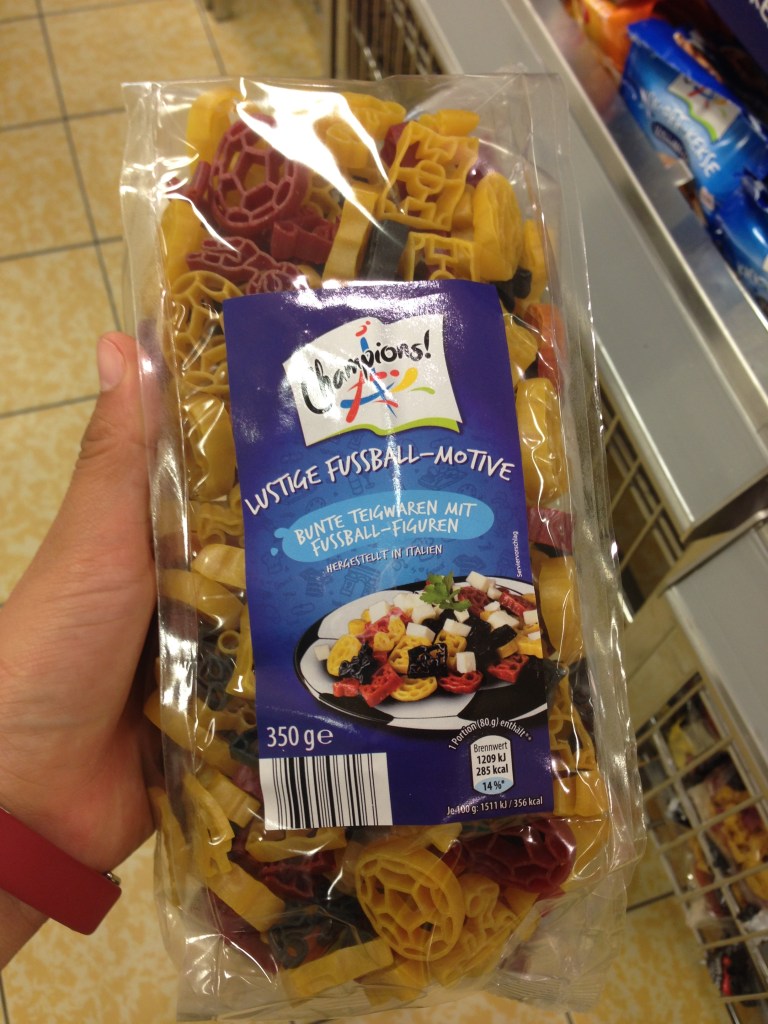 Champions!
LUSTIGE FUSSBALL-MOTIVE
BUNTE TEIGWAREN MIT
FUSSBALL-FIGUREN
HERGESTELLT IN ITALIEN
Serviervorschlag
350 g e
1 Portion (80 g) enthält**
Brennwert
1209 kJ
285 kcal
14%*
Je 100 g: 1511 kJ / 356 kcal